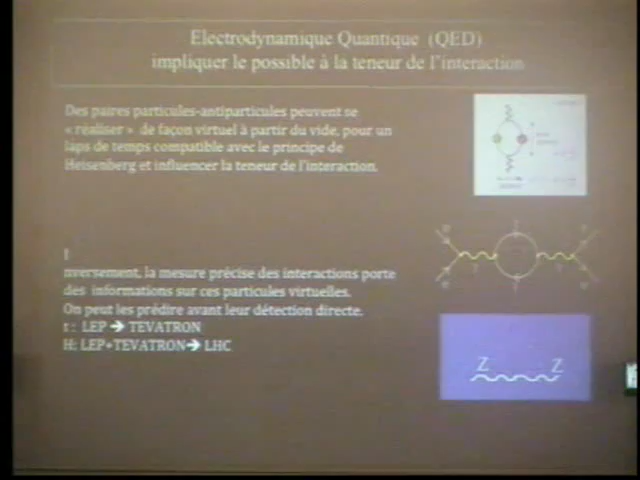 Electrodynamique Quantique (QED)
impliquer le possible à la teneur de l'interaction
Des paires particules-antiparticules peuvent se
« réaliser » de façon virtuel à partir du vide, pour un
laps de temps compatible avec le principe de
Heisenberg et influencer la teneur de l'interaction.
I
nversement, la mesure précise des interactions porte
des informations sur ces particules virtuelles.
On peut les prédire avant leur détection directe.
t : LEP ➔ TEVATRON
H: LEP+TEVATRON➔ LHC
Z Z